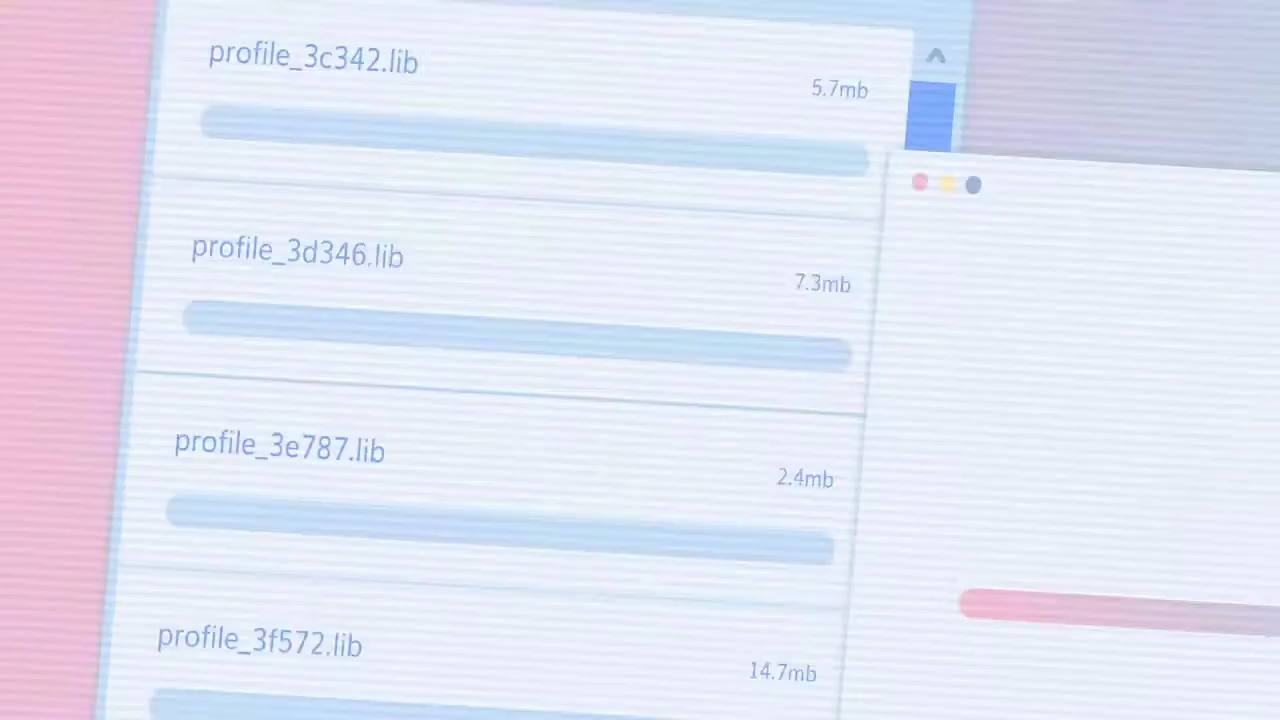 profile_3c342.lib
5.7mb
profile_3d346.lib
7.3mb
profile_3e787.lib
2.4mb
profile_3f572.lib
14.7mb